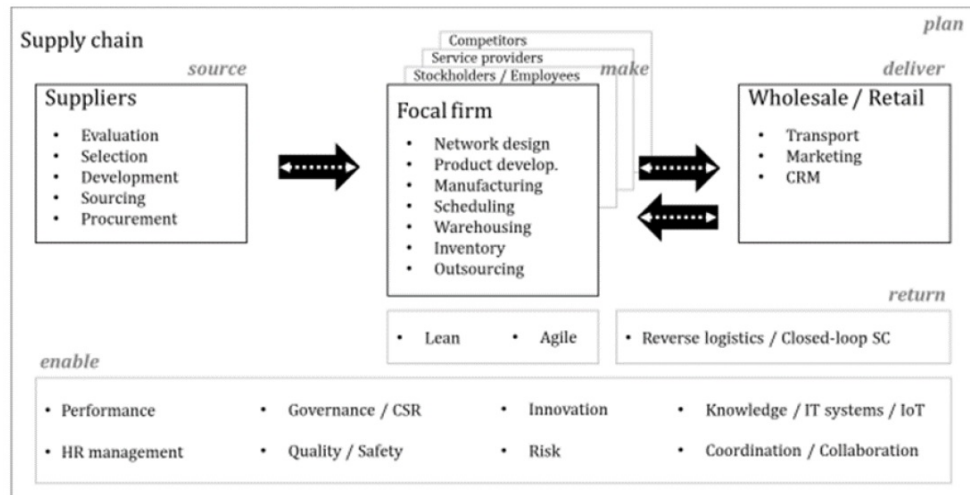 plan
Supply chain
source
Suppliers
• Evaluation
• Selection
• Development
• Sourcing
• Procurement
Competitors
Service providers
Stockholders / Employees
make
Focal firm
• Network design
• Product develop.
• Manufacturing
• Scheduling
• Warehousing
• Inventory
• Outsourcing
deliver
Wholesale / Retail
• Transport
• Marketing
• CRM
• Lean • Agile
return
• Reverse logistics / Closed-loop SC
enable
• Performance • Governance / CSR • Innovation • Knowledge / IT systems / IoT
• HR management • Quality / Safety • Risk • Coordination / Collaboration